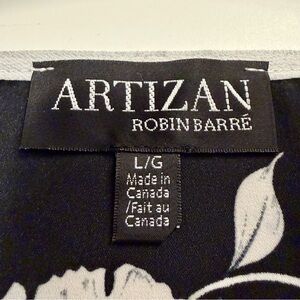 ARTIZAN
ROBIN BARRÉ
L/G
Made in
Canada
/Fait au
Canada